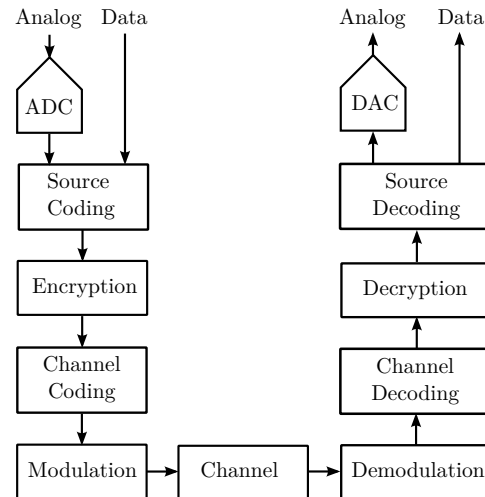 Analog Data
ADC
Source
Coding
Encryption
Channel
Coding
Modulation
Channel
Analog Data
DAC
Source
Decoding
Decryption
Channel
Decoding
Demodulation